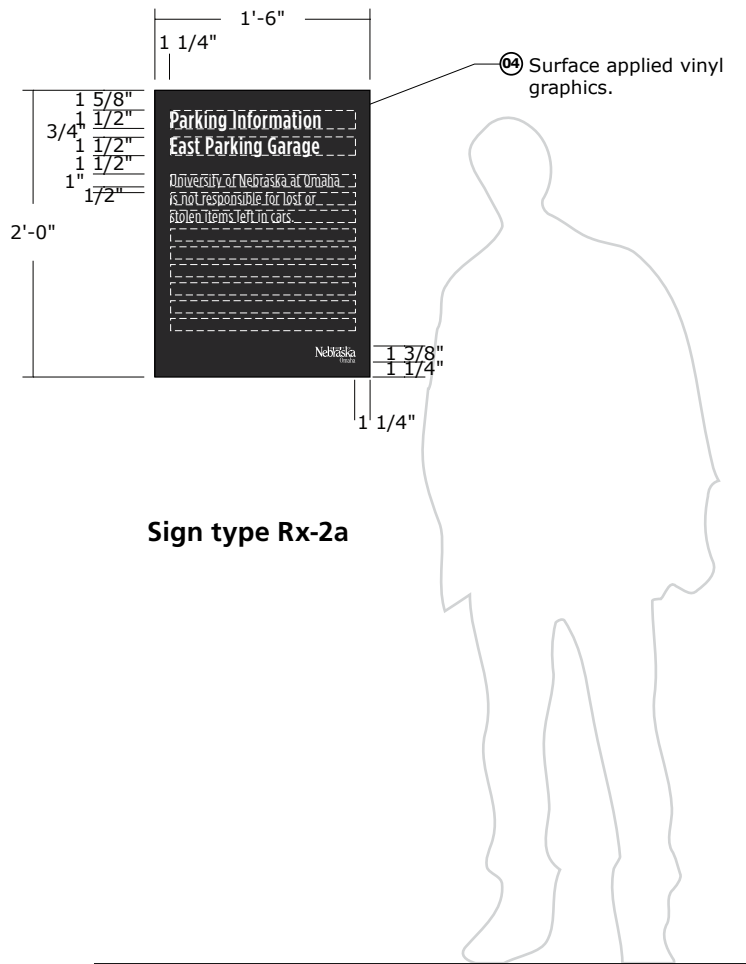 1'-6"
1 1/4"
04 Surface applied vinyl
graphics.
1 5/8"
1 1/2"
3/4"
1 1/2"
1 1/2"
1"
1/2"
2'-0"
Parking Information
East Parking Garage
University of Nebraska at Omaha
is not responsible for lost or
stolen items left in cars.
Nebraska
Omaha
1 3/8"
1 1/4"
1 1/4"
Sign type Rx-2a